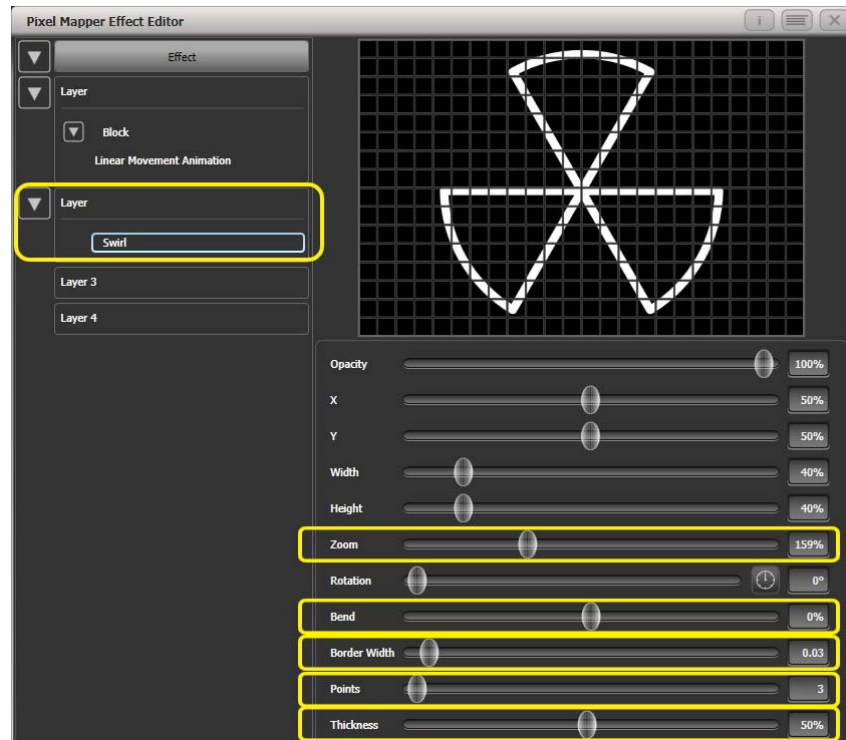 Pixel Mapper Effect Editor
i
Effect
Layer
Block
Linear Movement Animation
Layer
Swirl
Layer 3
Layer 4
Opacity 100%
X 50%
Y 50%
Width 40%
Height 40%
Zoom 159%
Rotation 0º
Bend 0%
Border Width 0.03
Points 3
Thickness 50%